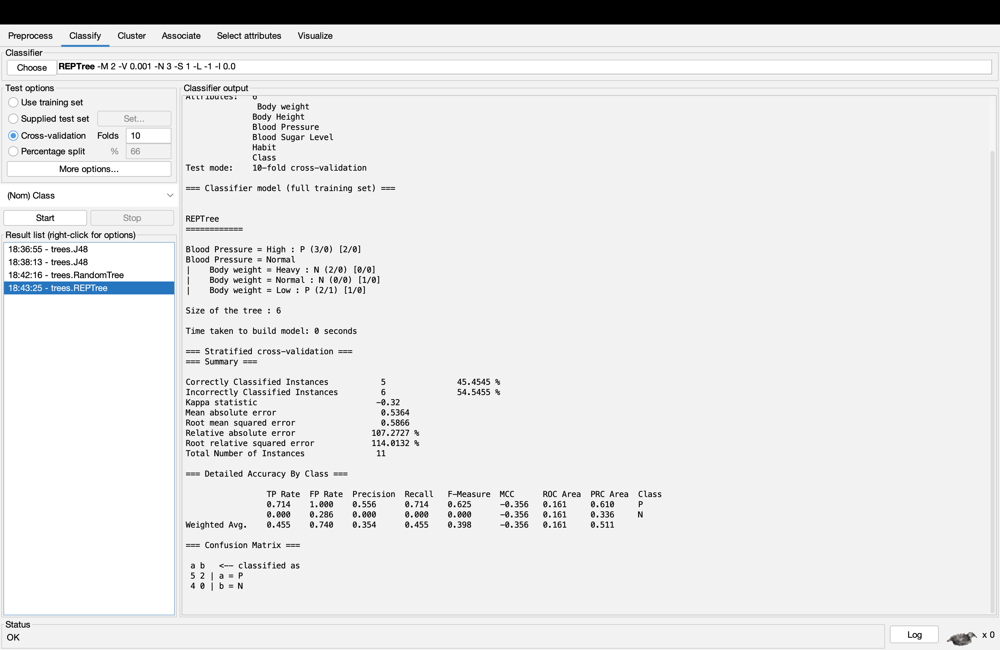 Preprocess Classify Cluster Associate Select attributes Visualize
Classifier
Choose REPTree -M 2 -V 0.001 -N 3 -S 1 -L -1 -I 0.0
Test options
Use training set
Supplied test set Set...
Cross-validation Folds 10
Percentage split % 66
More options...
(Nom) Class
Start Stop
Result list (right-click for options)
18:36:55 - trees.J48
18:38:13 - trees.J48
18:42:16 - trees.RandomTree
18:43:25 - trees.REPTree
Classifier output
Attributes: 6
Body weight
Body Height
Blood Pressure
Blood Sugar Level
Habit
Class
Test mode: 10-fold cross-validation
=== Classifier model (full training set) ===
REPTree
============
Blood Pressure = High : P (3/0) [2/0]
Blood Pressure = Normal
| Body weight = Heavy : N (2/0) [0/0]
| Body weight = Normal : N (0/0) [1/0]
| Body weight = Low : P (2/1) [1/0]
Size of the tree : 6
Time taken to build model: 0 seconds
=== Stratified cross-validation ===
=== Summary ===
Correctly Classified Instances 5 45.4545 %
Incorrectly Classified Instances 6 54.5455 %
Kappa statistic -0.32
Mean absolute error 0.5364
Root mean squared error 0.5866
Relative absolute error 107.2727 %
Root relative squared error 114.0132 %
Total Number of Instances 11
=== Detailed Accuracy By Class ===
TP Rate FP Rate Precision Recall F-Measure MCC ROC Area PRC Area Class
0.714 1.000 0.556 0.714 0.625 -0.356 0.161 0.610 P
0.000 0.286 0.000 0.000 0.000 -0.356 0.161 0.336 N
Weighted Avg. 0.455 0.740 0.354 0.455 0.398 -0.356 0.161 0.511
=== Confusion Matrix ===
a b <-- classified as
5 2 | a = P
4 0 | b = N
Status
OK
Log x 0